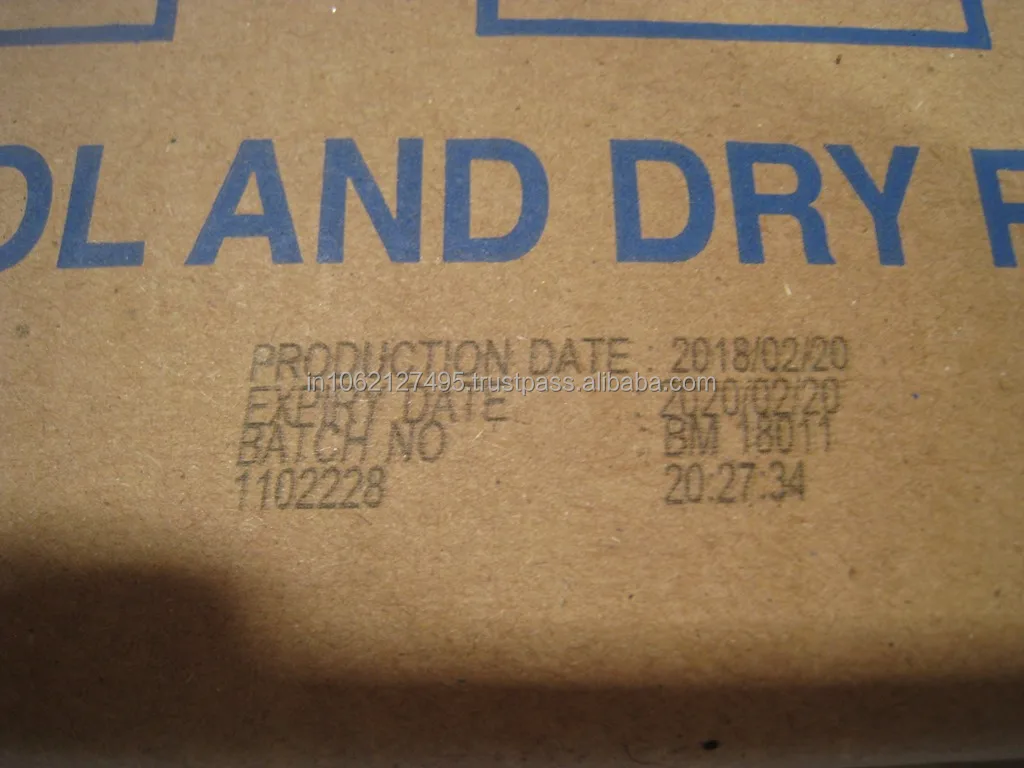 OL AND DRY
PRODUCTION DATE : 2018/02/20
in1062127495.trustpass.alibaba.com
EXPIRY DATE : 2020/02/20
BATCH NO : BM 18011
1102228 20:27:34